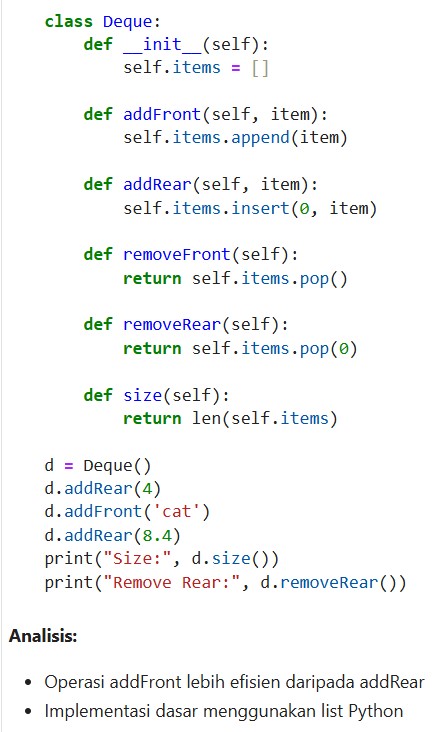 class Deque:
    def __init__(self):
        self.items = []

    def addFront(self, item):
        self.items.append(item)

    def addRear(self, item):
        self.items.insert(0, item)

    def removeFront(self):
        return self.items.pop()

    def removeRear(self):
        return self.items.pop(0)

    def size(self):
        return len(self.items)

d = Deque()
d.addRear(4)
d.addFront('cat')
d.addRear(8.4)
print("Size:", d.size())
print("Remove Rear:", d.removeRear())

Analisis:
• Operasi addFront lebih efisien daripada addRear
• Implementasi dasar menggunakan list Python